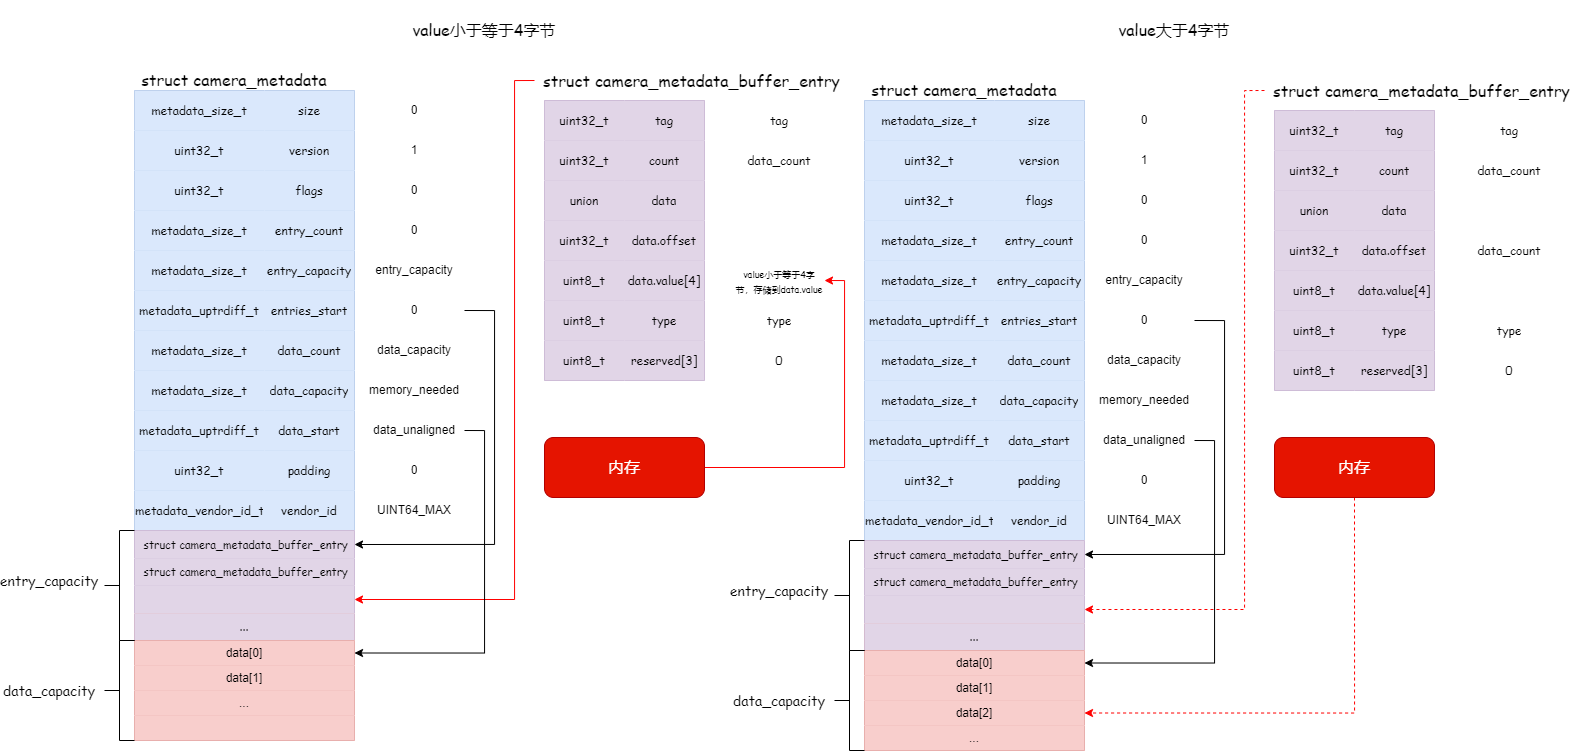 value小于等于4字节
struct camera_metadata
metadata_size_t size 0
uint32_t version 1
uint32_t flags 0
metadata_size_t entry_count 0
metadata_size_t entry_capacity entry_capacity
metadata_uptrdiff_t entries_start 0
metadata_size_t data_count data_capacity
metadata_size_t data_capacity memory_needed
metadata_uptrdiff_t data_start data_unaligned
uint32_t padding 0
metadata_vendor_id_t vendor_id UINT64_MAX
struct camera_metadata_buffer_entry
struct camera_metadata_buffer_entry
...
entry_capacity
data[0]
data[1]
...
data_capacity
struct camera_metadata_buffer_entry
uint32_t tag tag
uint32_t count data_count
union data
uint32_t data.offset
uint8_t data.value[4]
value小于等于4字
节，存储到data.value
uint8_t type type
uint8_t reserved[3] 0
内存
value大于4字节
struct camera_metadata
metadata_size_t size 0
uint32_t version 1
uint32_t flags 0
metadata_size_t entry_count 0
metadata_size_t entry_capacity entry_capacity
metadata_uptrdiff_t entries_start 0
metadata_size_t data_count data_capacity
metadata_size_t data_capacity memory_needed
metadata_uptrdiff_t data_start data_unaligned
uint32_t padding 0
metadata_vendor_id_t vendor_id UINT64_MAX
struct camera_metadata_buffer_entry
struct camera_metadata_buffer_entry
...
entry_capacity
data[0]
data[1]
data[2]
...
data_capacity
struct camera_metadata_buffer_entry
uint32_t tag tag
uint32_t count data_count
union data
uint32_t data.offset data_count
uint8_t data.value[4]
uint8_t type type
uint8_t reserved[3] 0
内存